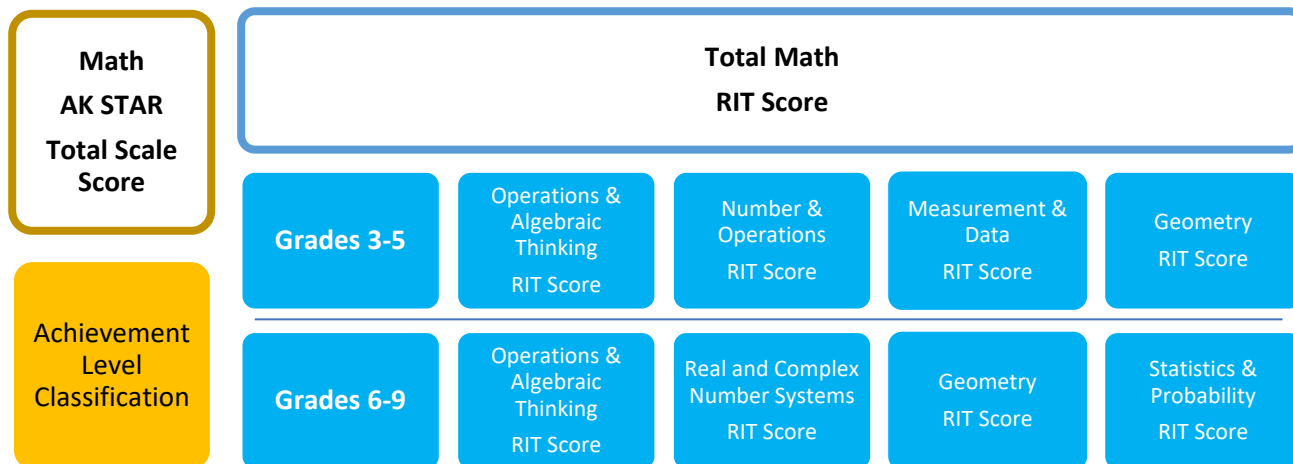 Math
AK STAR
Total Scale
Score
Total Math
RIT Score
Grades 3-5
Operations &
Algebraic
Thinking
RIT Score
Number &
Operations
RIT Score
Measurement &
Data
RIT Score
Geometry
RIT Score
Achievement
Level
Classification
Grades 6-9
Operations &
Algebraic
Thinking
RIT Score
Real and Complex
Number Systems
RIT Score
Geometry
RIT Score
Statistics &
Probability
RIT Score